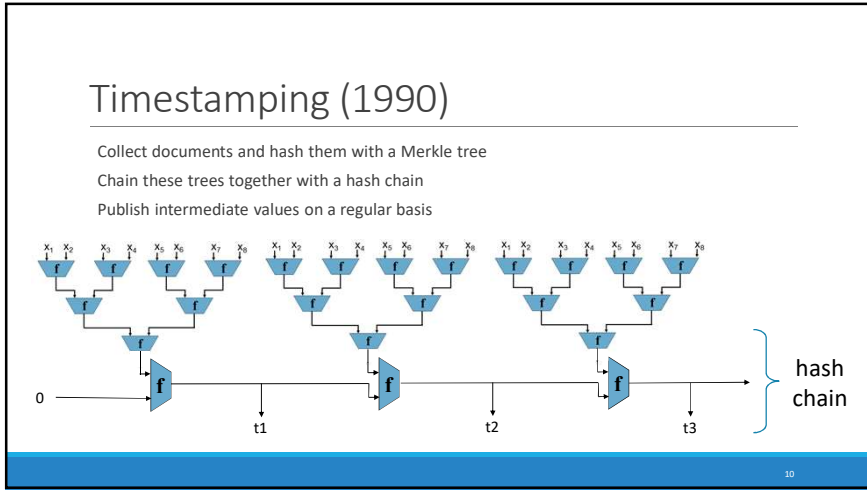 Timestamping (1990)
Collect documents and hash them with a Merkle tree
Chain these trees together with a hash chain
Publish intermediate values on a regular basis
x₁ x₂ x₃ x₄ x₅ x₆ x₇ x₈ x₁ x₂ x₃ x₄ x₅ x₆ x₇ x₈ x₁ x₂ x₃ x₄ x₅ x₆ x₇ x₈
f f f f f f f f f f f f
f f f f f f
f f f
f f f
0
t1 t2 t3
hash
chain
10